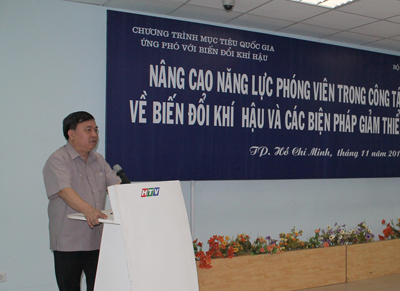 CHƯƠNG TRÌNH MỤC TIÊU QUỐC GIA
ỨNG PHÓ VỚI BIẾN ĐỔI KHÍ HẬU
BỘ
NÂNG CAO NĂNG LỰC PHÓNG VIÊN TRONG CÔNG TÁ
VỀ BIẾN ĐỔI KHÍ HẬU VÀ CÁC BIỆN PHÁP GIẢM THIỂ
TP. Hồ Chí Minh, tháng 11 năm 201
HTV